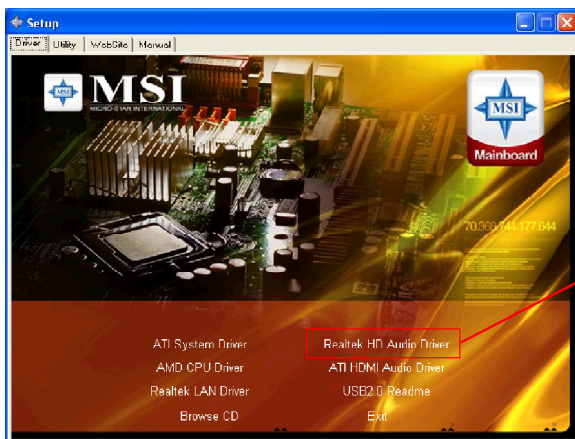 Setup
Driver Utility WebSite Manual
MSI
MICRO-STAR INTERNATIONAL
MSI
Mainboard
70.368.744.177.644
ATI System Driver Realtek HD Audio Driver
AMD CPU Driver ATI HDMI Audio Driver
Realtek LAN Driver USB2.0 Readme
Browse CD Exit